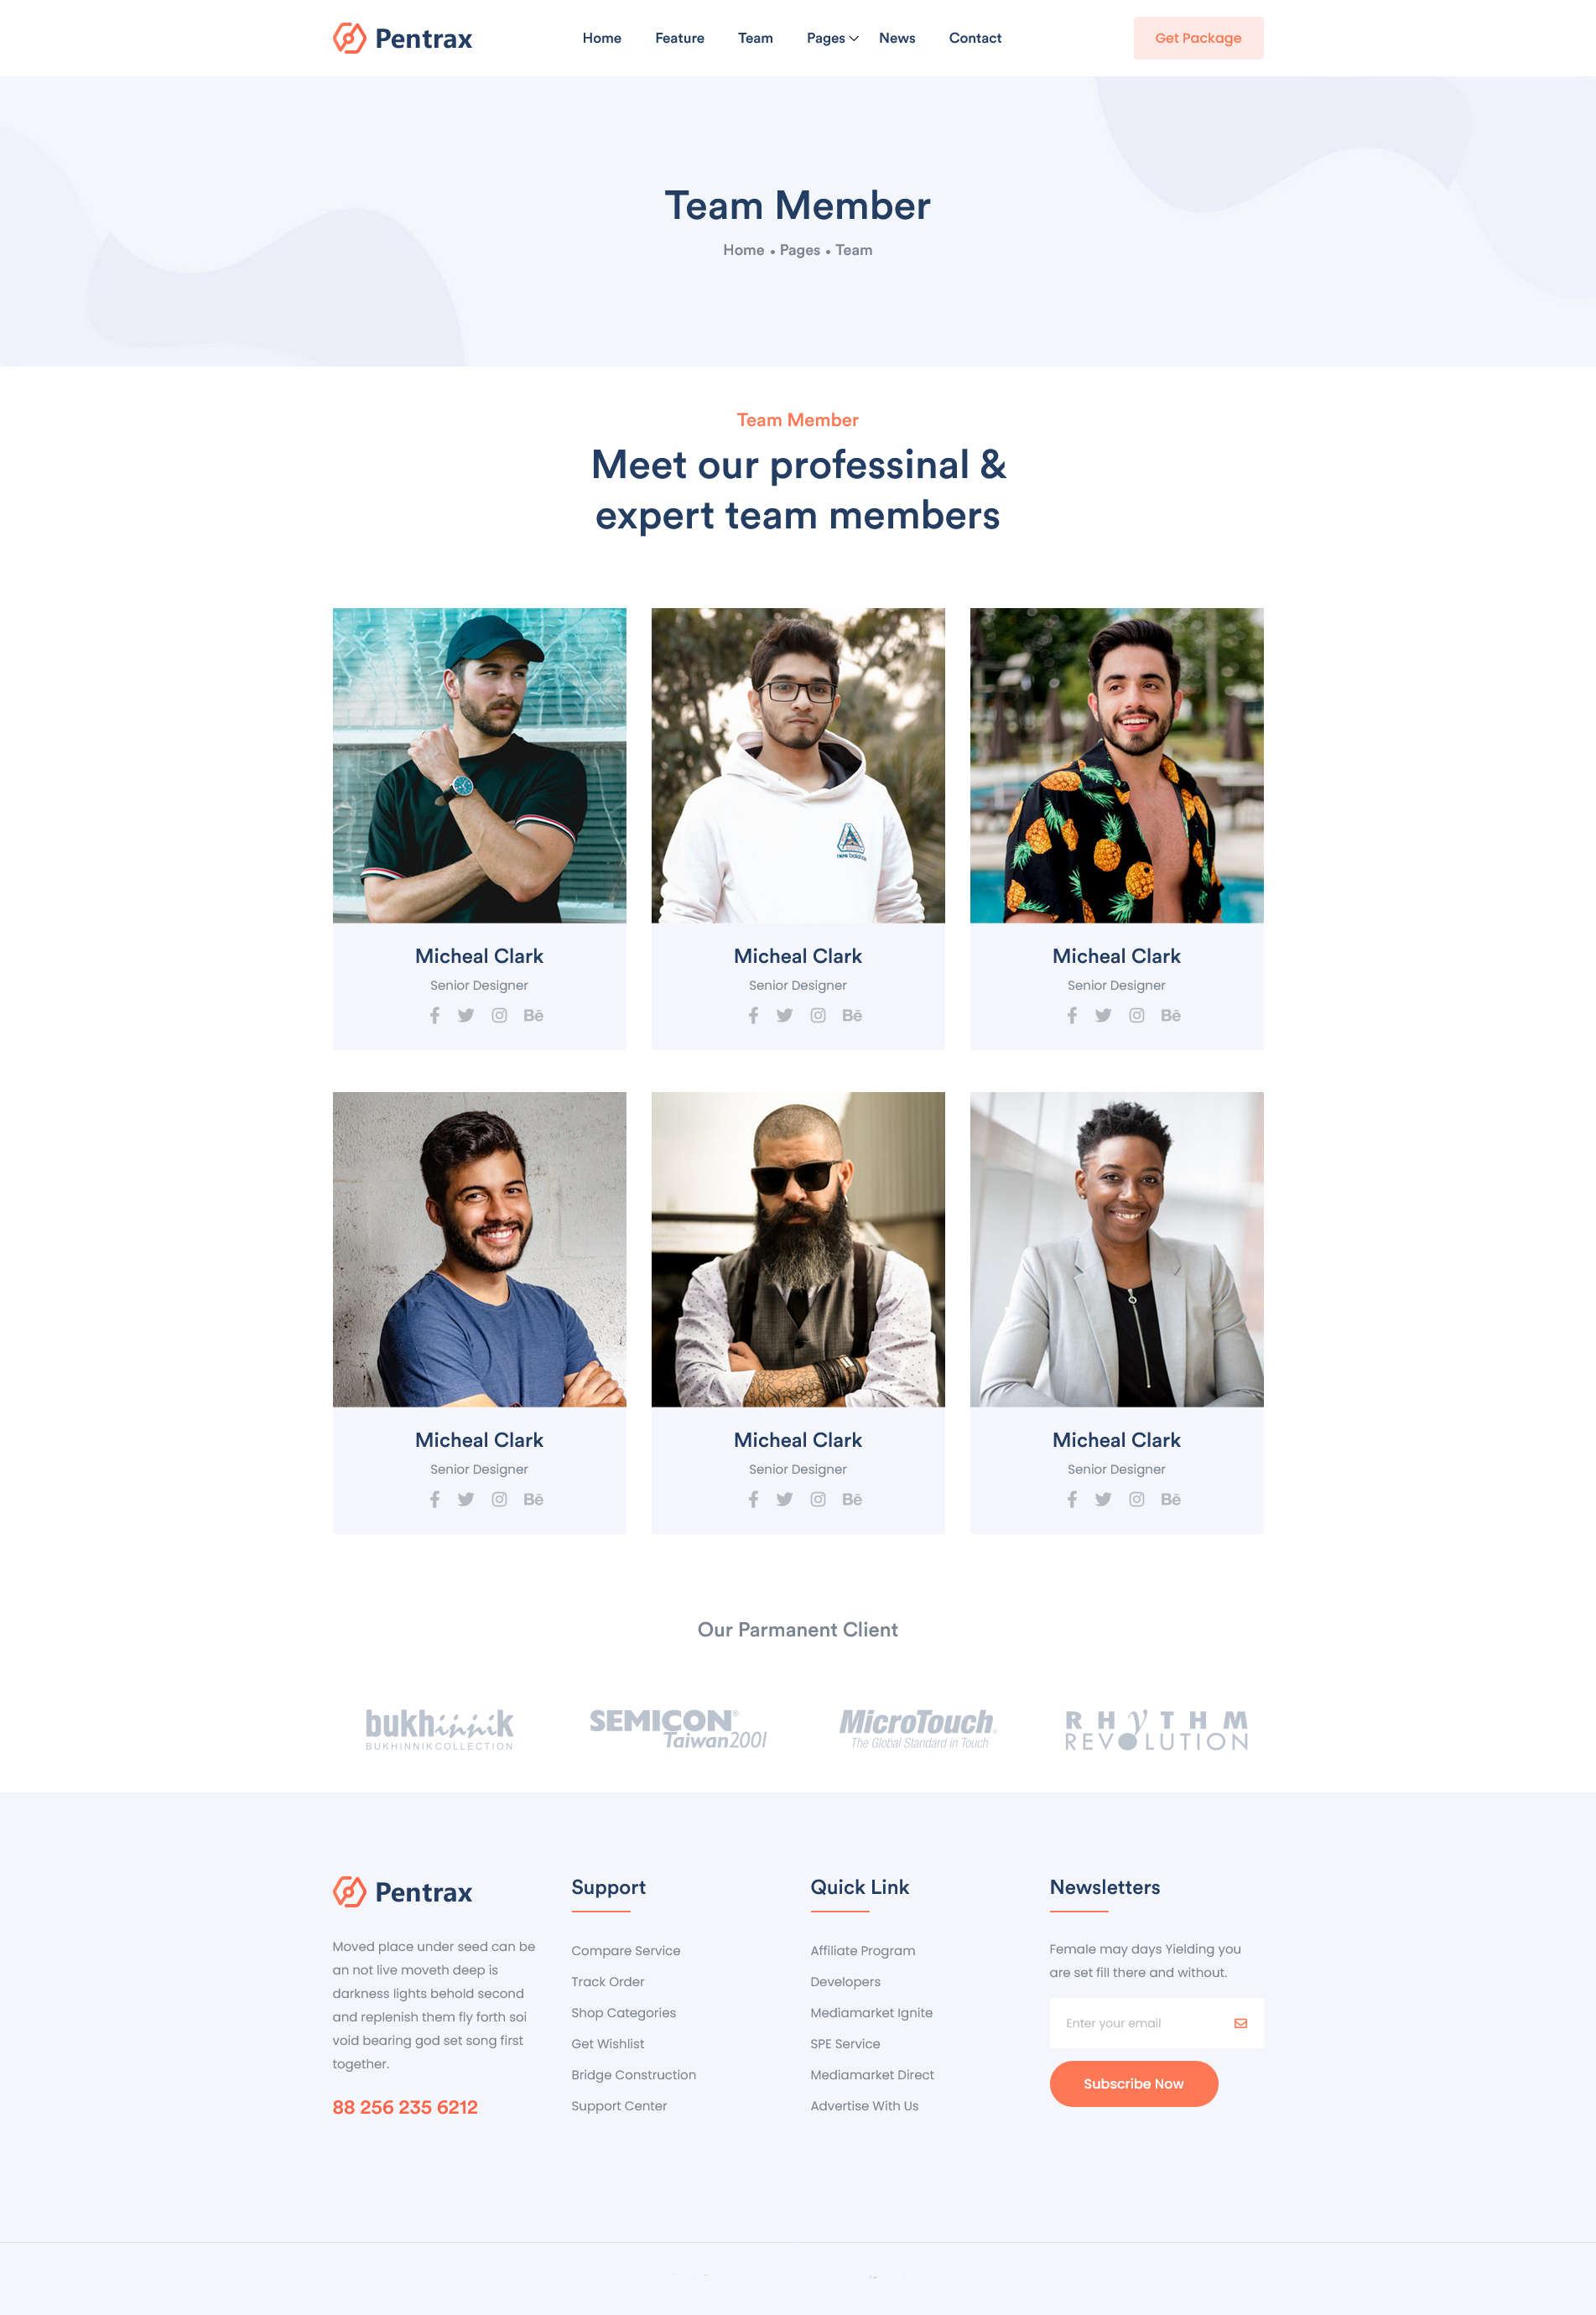 Pentrax
Home Feature Team Pages News Contact
Get Package
Team Member
Home • Pages • Team
Team Member
Meet our professinal &
expert team members
new balance
Micheal Clark
Senior Designer
Bē
Micheal Clark
Senior Designer
Bē
Micheal Clark
Senior Designer
Bē
Micheal Clark
Senior Designer
Bē
Micheal Clark
Senior Designer
Bē
Micheal Clark
Senior Designer
Bē
Our Parmanent Client
bukhinnik
BUKHINNIKCOLLECTION
SEMICON®
Taiwan2001
MicroTouch®
The Global Standard in Touch
RHYTHM
REVOLUTION
Pentrax
Moved place under seed can be
an not live moveth deep is
darkness lights behold second
and replenish them fly forth soi
void bearing god set song first
together.
88 256 235 6212
Support
Compare Service
Track Order
Shop Categories
Get Wishlist
Bridge Construction
Support Center
Quick Link
Affiliate Program
Developers
Mediamarket Ignite
SPE Service
Mediamarket Direct
Advertise With Us
Newsletters
Female may days Yielding you
are set fill there and without.
Enter your email
Subscribe Now